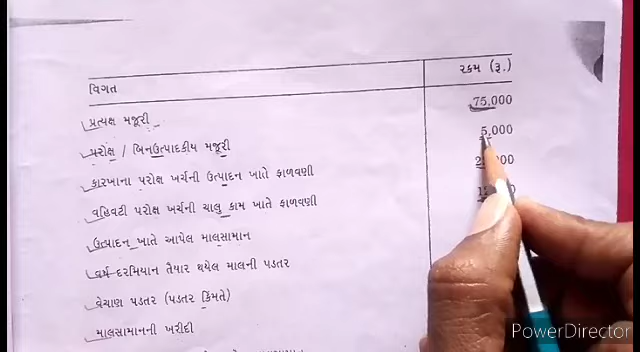 વિગત રકમ (રૂ.)
પ્રત્યક્ષ મજૂરી 75,000
પરોક્ષ / બિનઉત્પાદકીય મજૂરી 5,000
કારખાના પરોક્ષ ખર્ચની ઉત્પાદન ખાતે ફાળવણી
વહિવટી પરોક્ષ ખર્ચની ચાલુ કામ ખાતે ફાળવણી
ઉત્પાદન ખાતે આપેલ માલસામાન
વર્ષ દરમિયાન તૈયાર થયેલ માલની પડતર
વેચાણ પડતર (પડતર કિંમતે)
માલસામાનની ખરીદી
PowerDirector